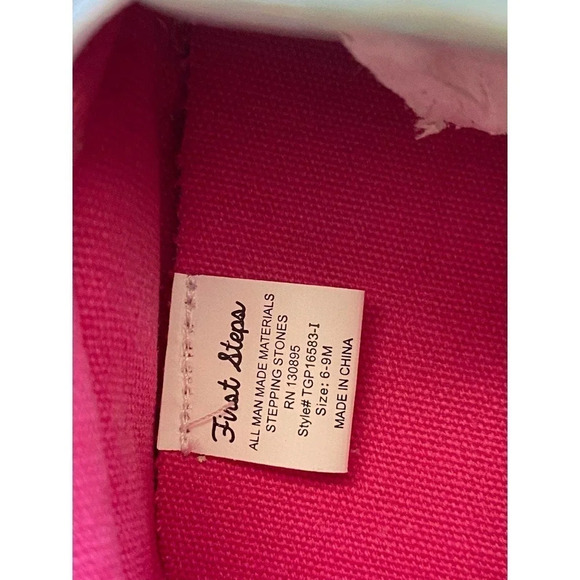 First Steps
ALL MAN MADE MATERIALS
STEPPING STONES
RN 130895
Style# TGP16583-I
Size: 6-9M
MADE IN CHINA